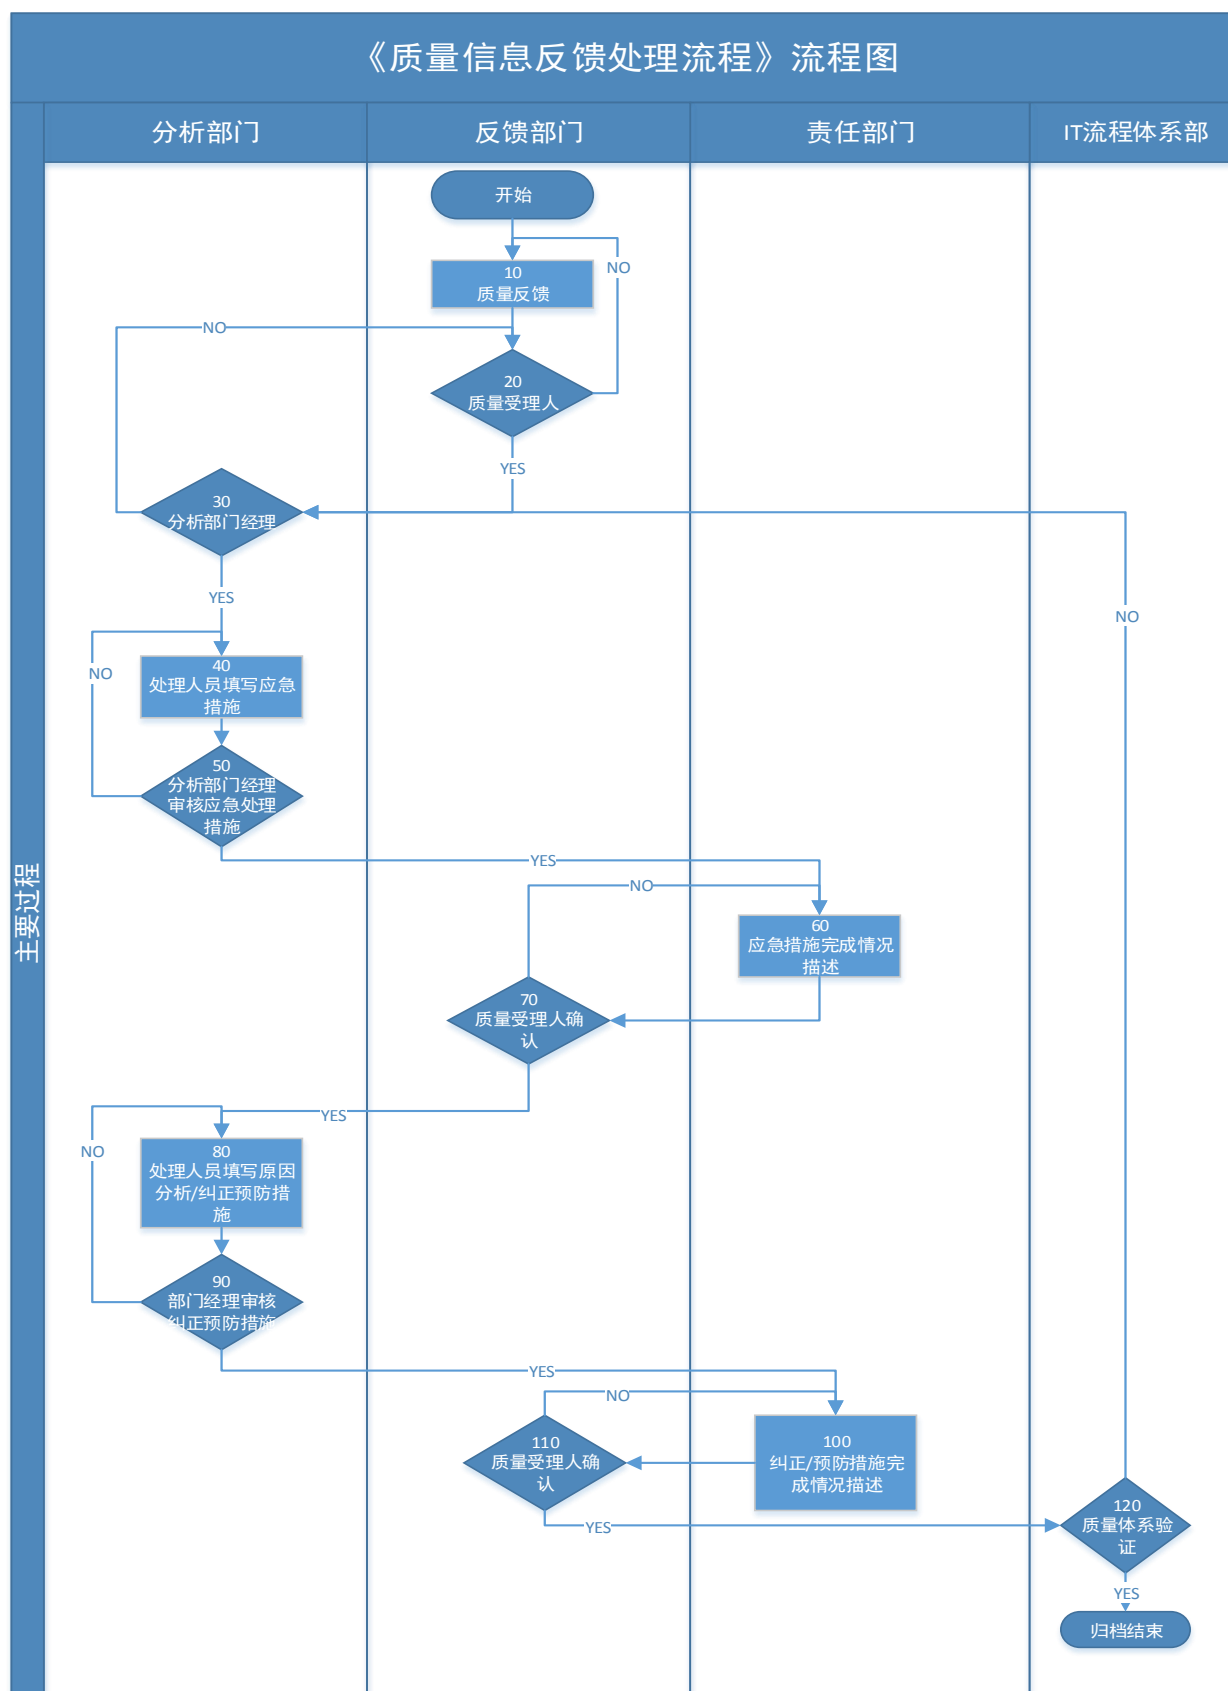 《质量信息反馈处理流程》流程图
分析部门
反馈部门
责任部门
IT流程体系部
主要过程
开始
NO
10
质量反馈
NO
20
质量受理人
YES
30
分析部门经理
YES
NO
NO
40
处理人员填写应急
措施
50
分析部门经理
审核应急处理
措施
YES
NO
60
应急措施完成情况
描述
70
质量受理人确
认
YES
NO
80
处理人员填写原因
分析/纠正预防措
施
90
部门经理审核
纠正预防措施
YES
NO
100
纠正/预防措施完
成情况描述
110
质量受理人确
认
YES
120
质量体系验
证
YES
归档结束